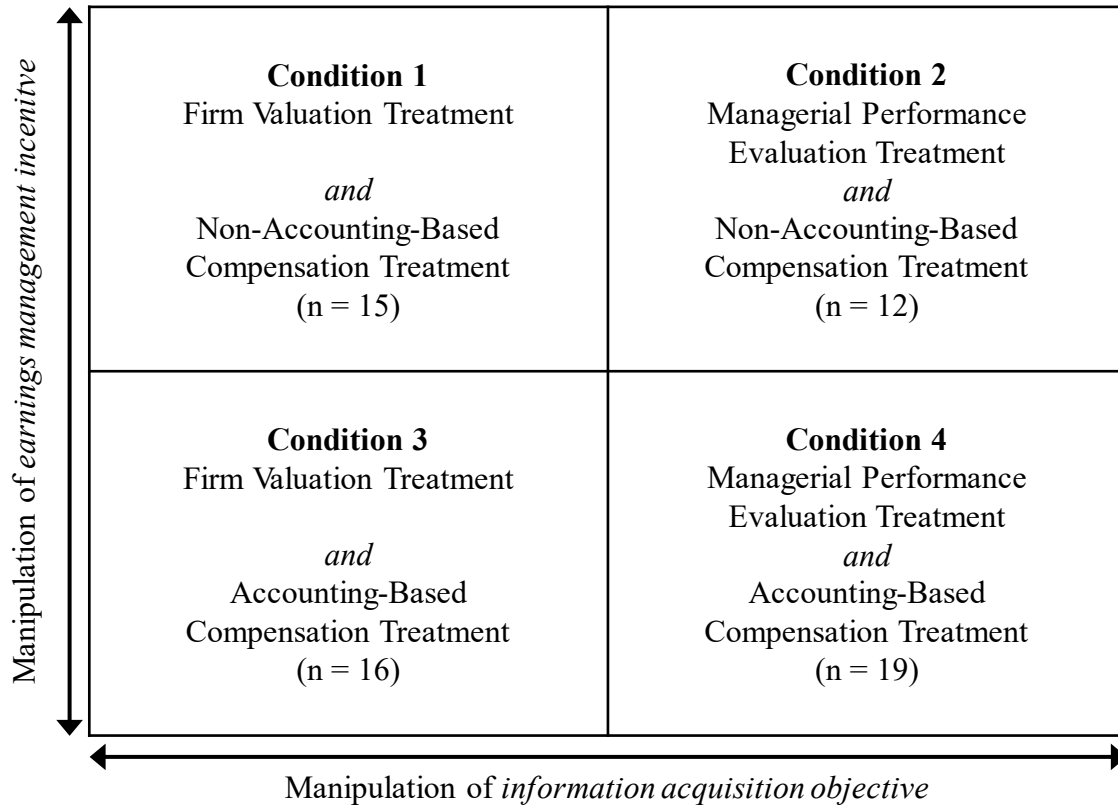 Manipulation of earnings management incenitve
Condition 1
Firm Valuation Treatment
and
Non-Accounting-Based
Compensation Treatment
(n = 15)
Condition 2
Managerial Performance
Evaluation Treatment
and
Non-Accounting-Based
Compensation Treatment
(n = 12)
Condition 3
Firm Valuation Treatment
and
Accounting-Based
Compensation Treatment
(n = 16)
Condition 4
Managerial Performance
Evaluation Treatment
and
Accounting-Based
Compensation Treatment
(n = 19)
Manipulation of information acquisition objective